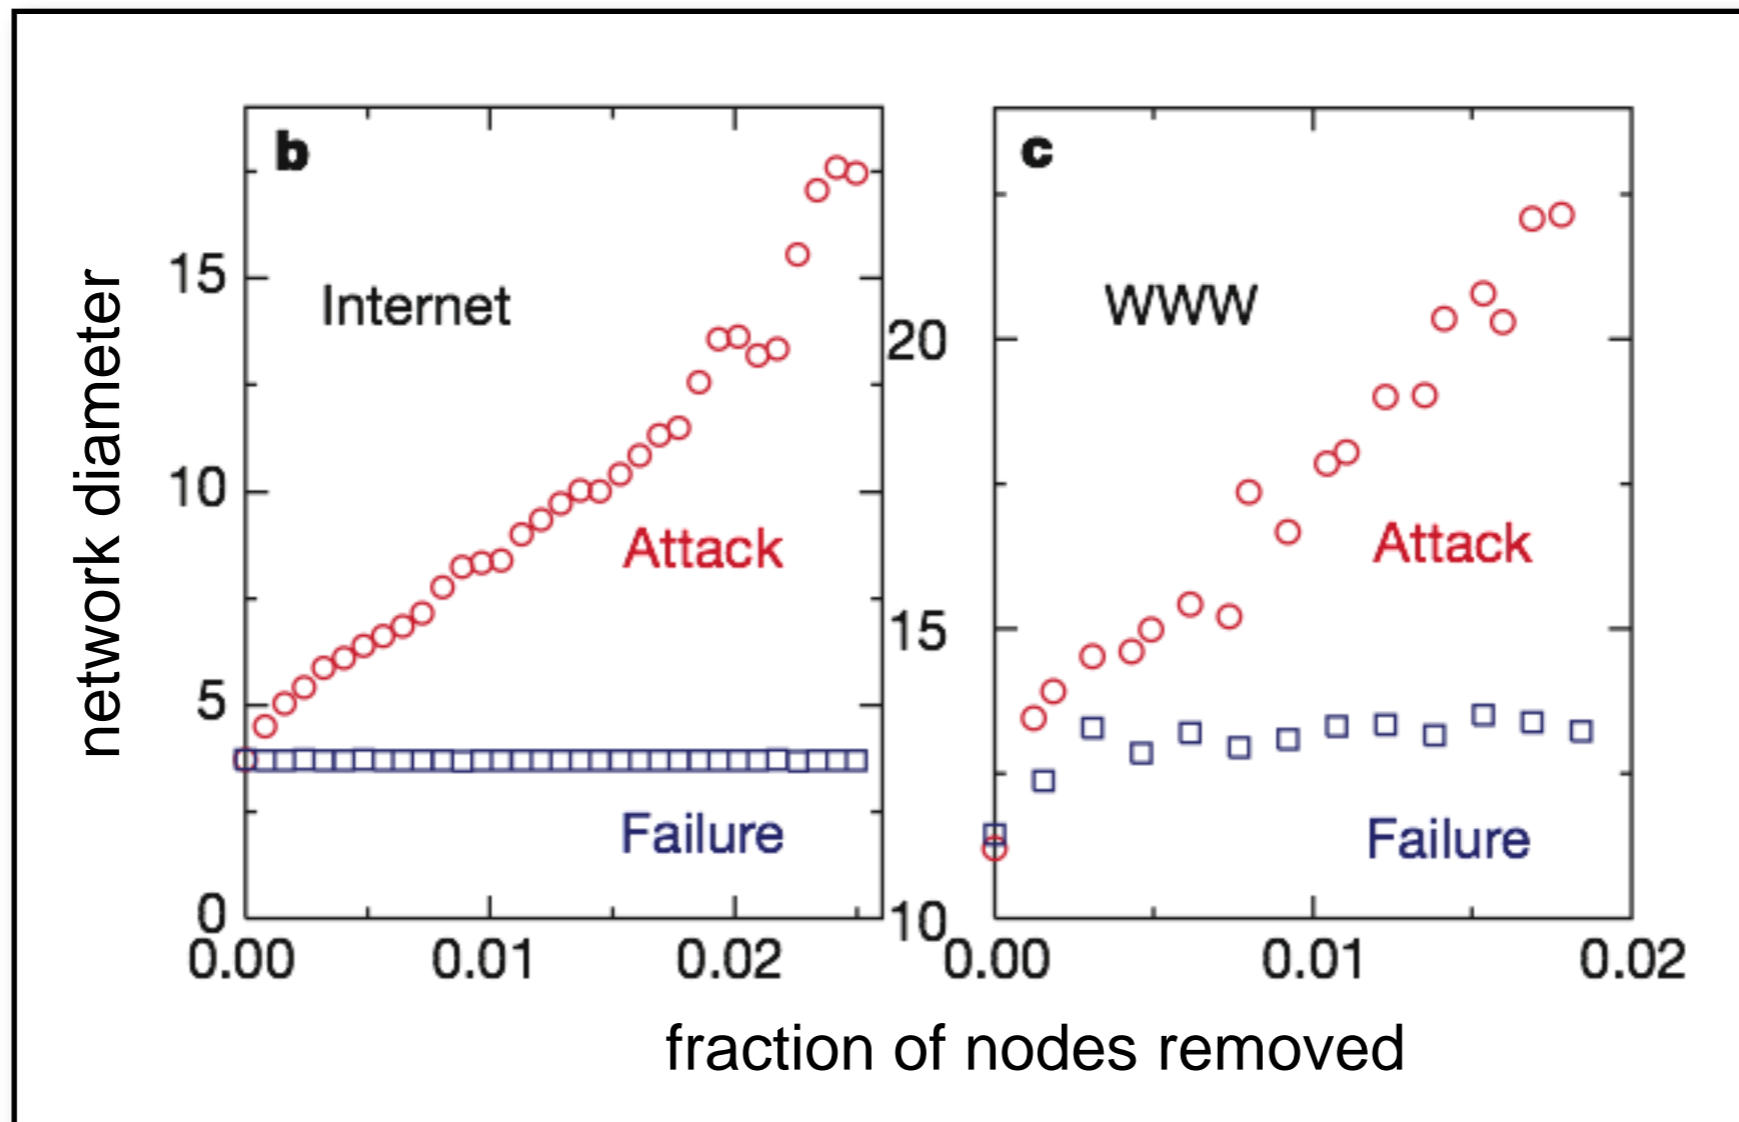 network diameter
b
Internet
Attack
Failure
15
10
5
0
0.00
0.01
0.02
c
WWW
Attack
Failure
20
15
10
0.00
0.01
0.02
fraction of nodes removed